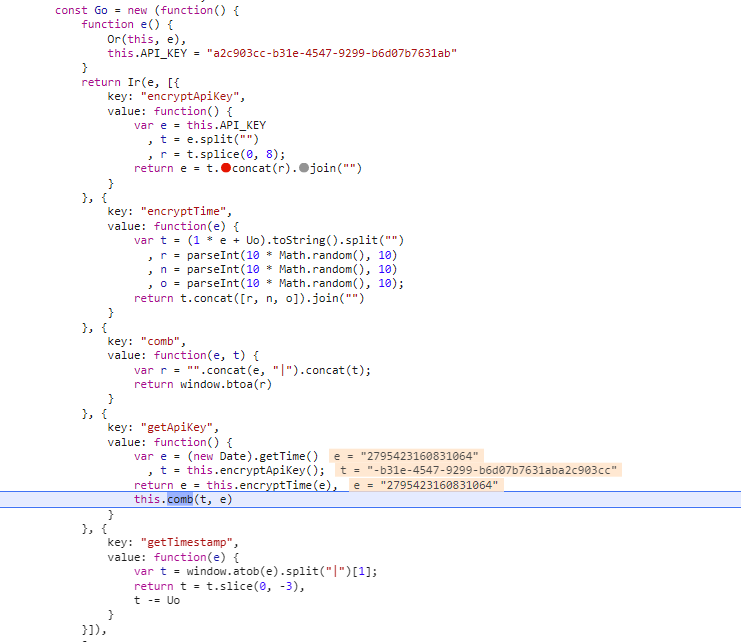 const Go = new (function() {
function e() {
Or(this, e),
this.API_KEY = "a2c903cc-b31e-4547-9299-b6d07b7631ab"
}
return Ir(e, [{
key: "encryptApiKey",
value: function() {
var e = this.API_KEY
, t = e.split("")
, r = t.splice(0, 8);
return e = t.concat(r).join("")
}
}, {
key: "encryptTime",
value: function(e) {
var t = (1 * e + Uo).toString().split("")
, r = parseInt(10 * Math.random(), 10)
, n = parseInt(10 * Math.random(), 10)
, o = parseInt(10 * Math.random(), 10);
return t.concat([r, n, o]).join("")
}
}, {
key: "comb",
value: function(e, t) {
var r = "".concat(e, "|").concat(t);
return window.btoa(r)
}
}, {
key: "getApiKey",
value: function() {
var e = (new Date).getTime() e = "2795423160831064"
, t = this.encryptApiKey(); t = "-b31e-4547-9299-b6d07b7631aba2c903cc"
return e = this.encryptTime(e), e = "2795423160831064"
this.comb(t, e)
}
}, {
key: "getTimestamp",
value: function(e) {
var t = window.atob(e).split("|")[1];
return t = t.slice(0, -3),
t -= Uo
}
}]),